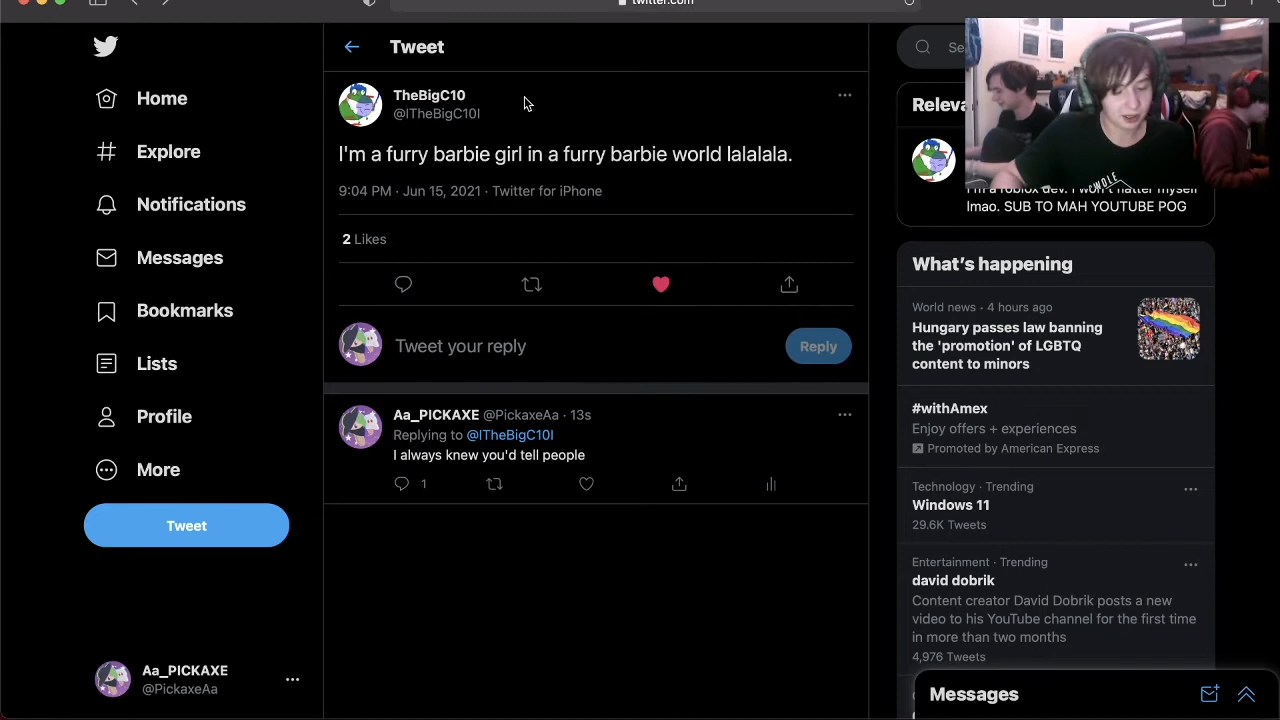 twitter.com
Home
Explore
Notifications
Messages
Bookmarks
Lists
Profile
More
Tweet
Aa_PICKAXE
@PickaxeAa
Tweet
TheBigC10
@ITheBigC10I
I'm a furry barbie girl in a furry barbie world lalalala.
9:04 PM · Jun 15, 2021 · Twitter for iPhone
2 Likes
Tweet your reply
Reply
Aa_PICKAXE @PickaxeAa · 13s
Replying to @ITheBigC10I
I always knew you'd tell people
1
Se
Releva
I'm a roblox dev. I won't flatter myself
lmao. SUB TO MAH YOUTUBE POG
What's happening
World news · 4 hours ago
Hungary passes law banning
the 'promotion' of LGBTQ
content to minors
#withAmex
Enjoy offers + experiences
Promoted by American Express
Technology · Trending
Windows 11
29.6K Tweets
Entertainment · Trending
david dobrik
Content creator David Dobrik posts a new
video to his YouTube channel for the first time
in more than two months
4,976 Tweets
Messages